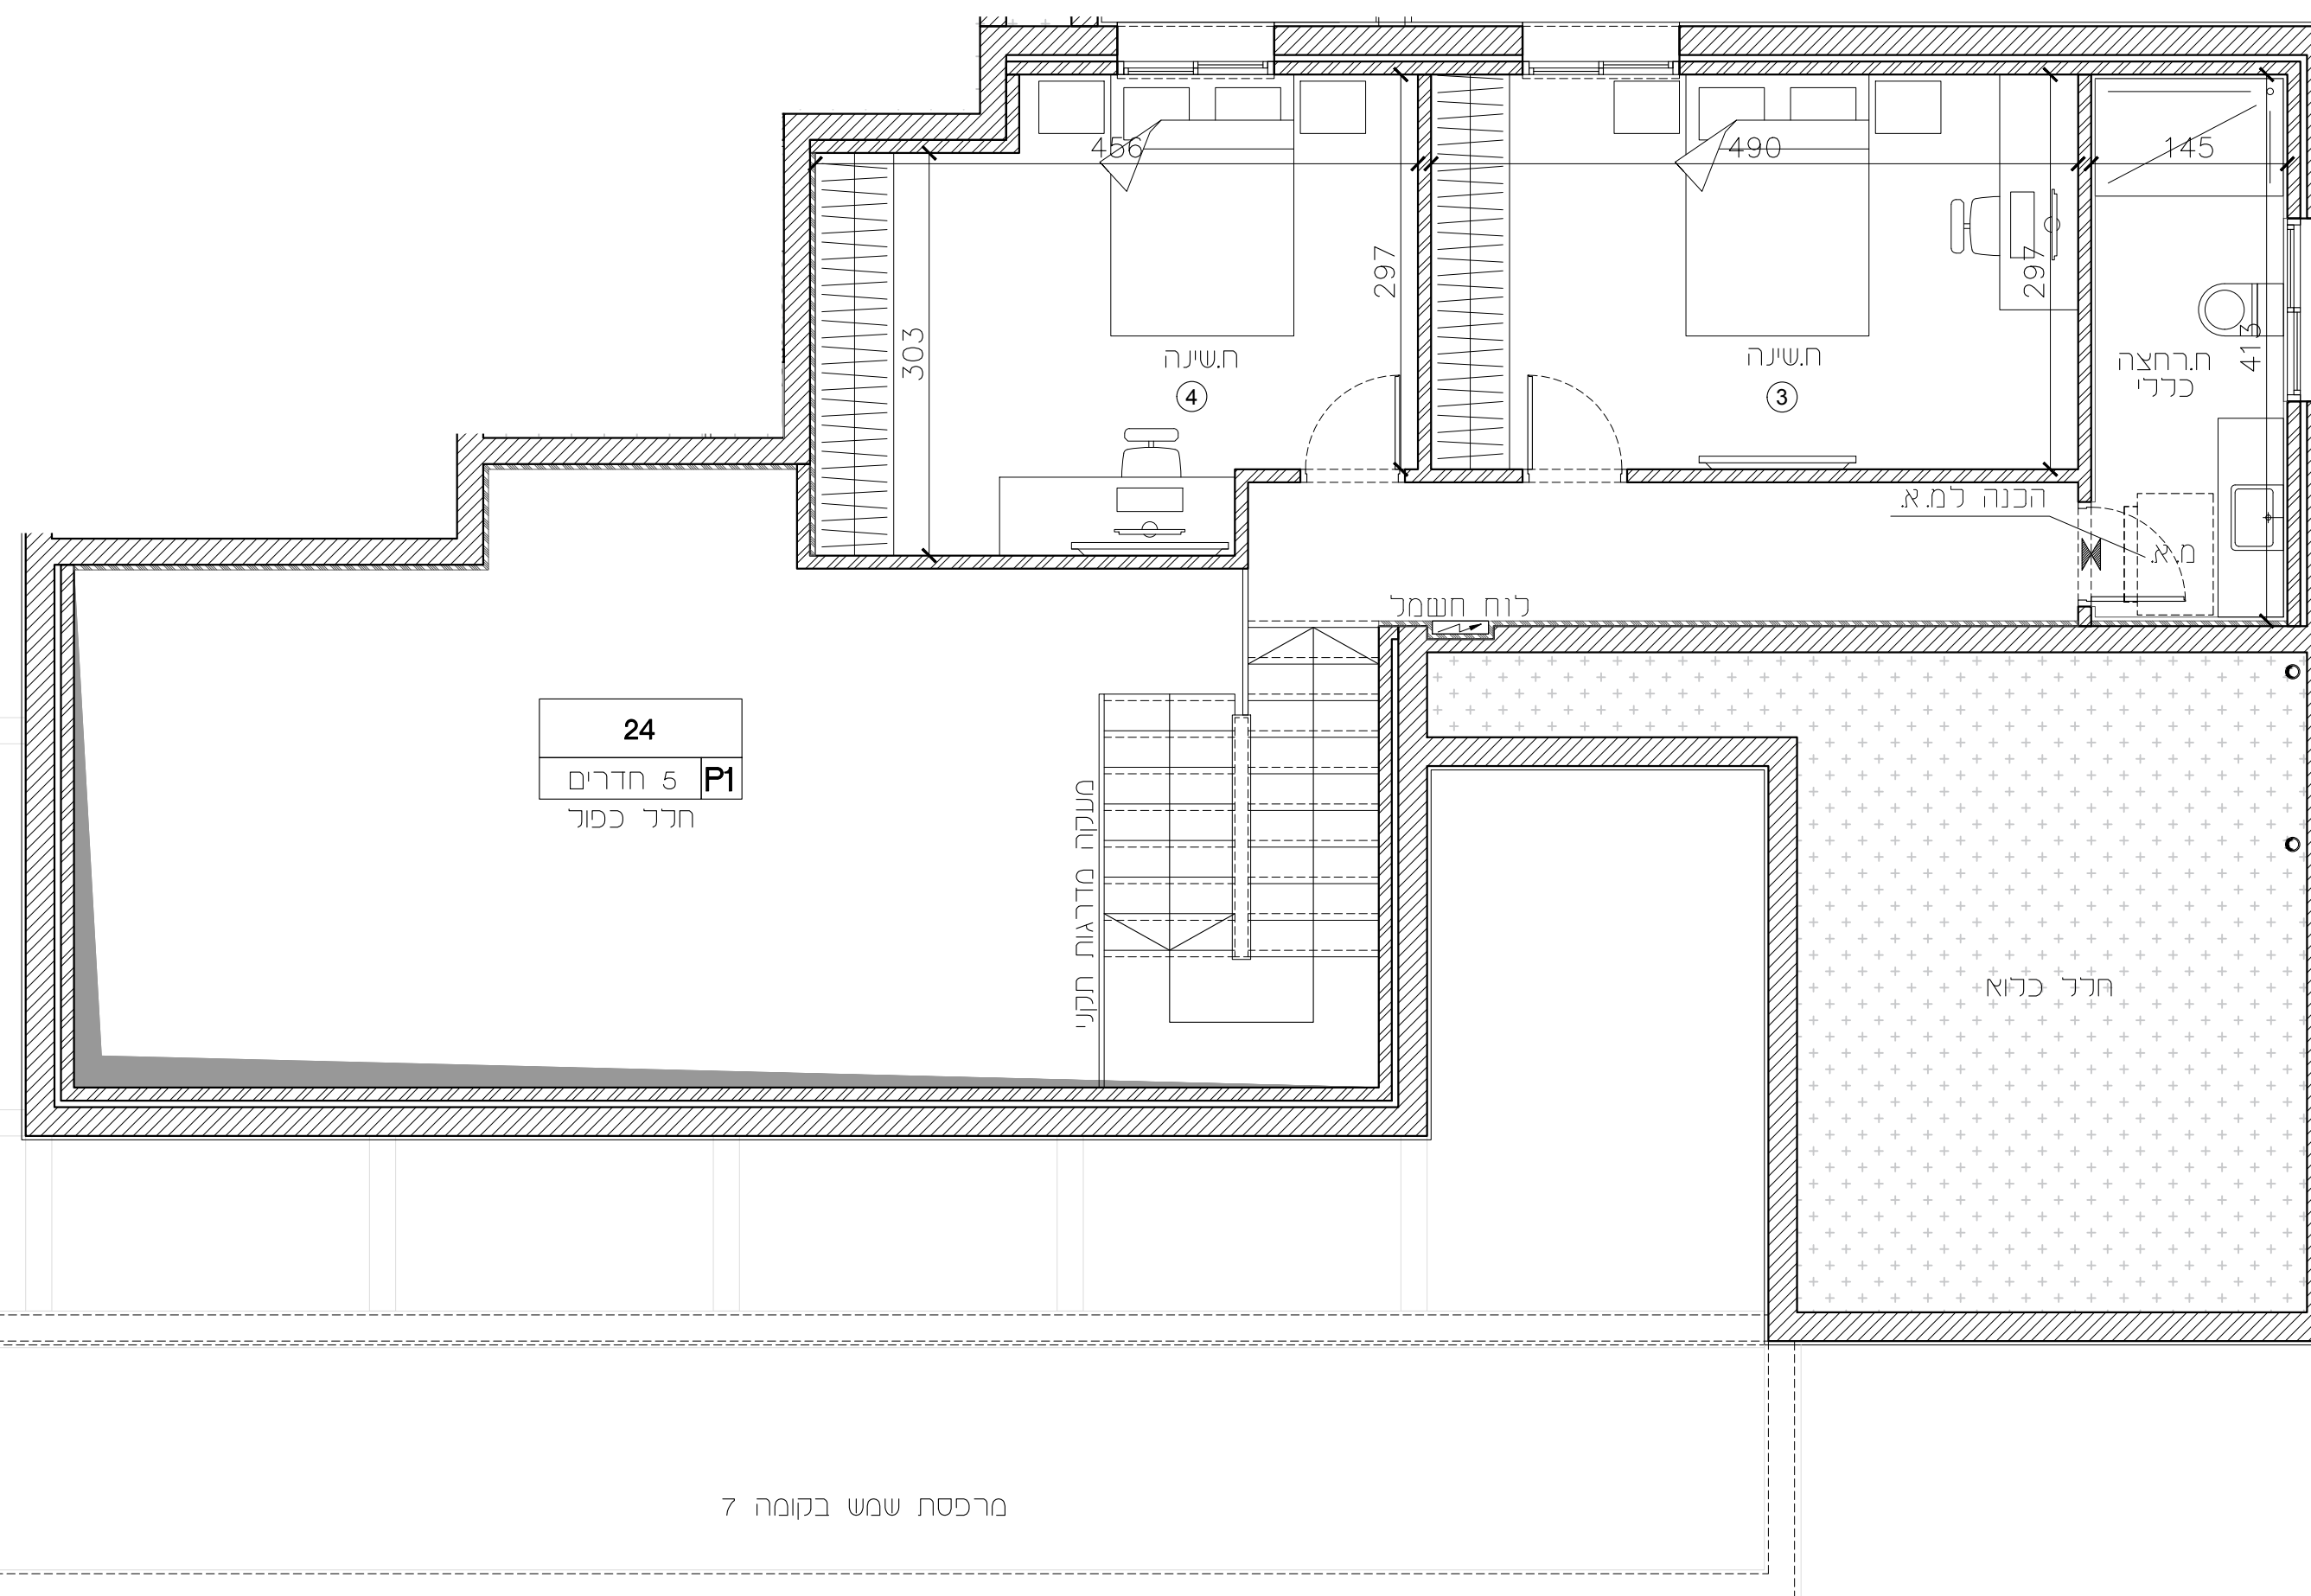 456
490
145
297
297
303
413
ח.שינה
4
ח.שינה
3
ח.רחצה
כללי
הכנה למ.א.
מ.א.
לוח חשמל
24
5 חדרים
P1
חלל כפול
מעקה מדרגות תקני
חלל כלוא
מרפסת שמש בקומה 7